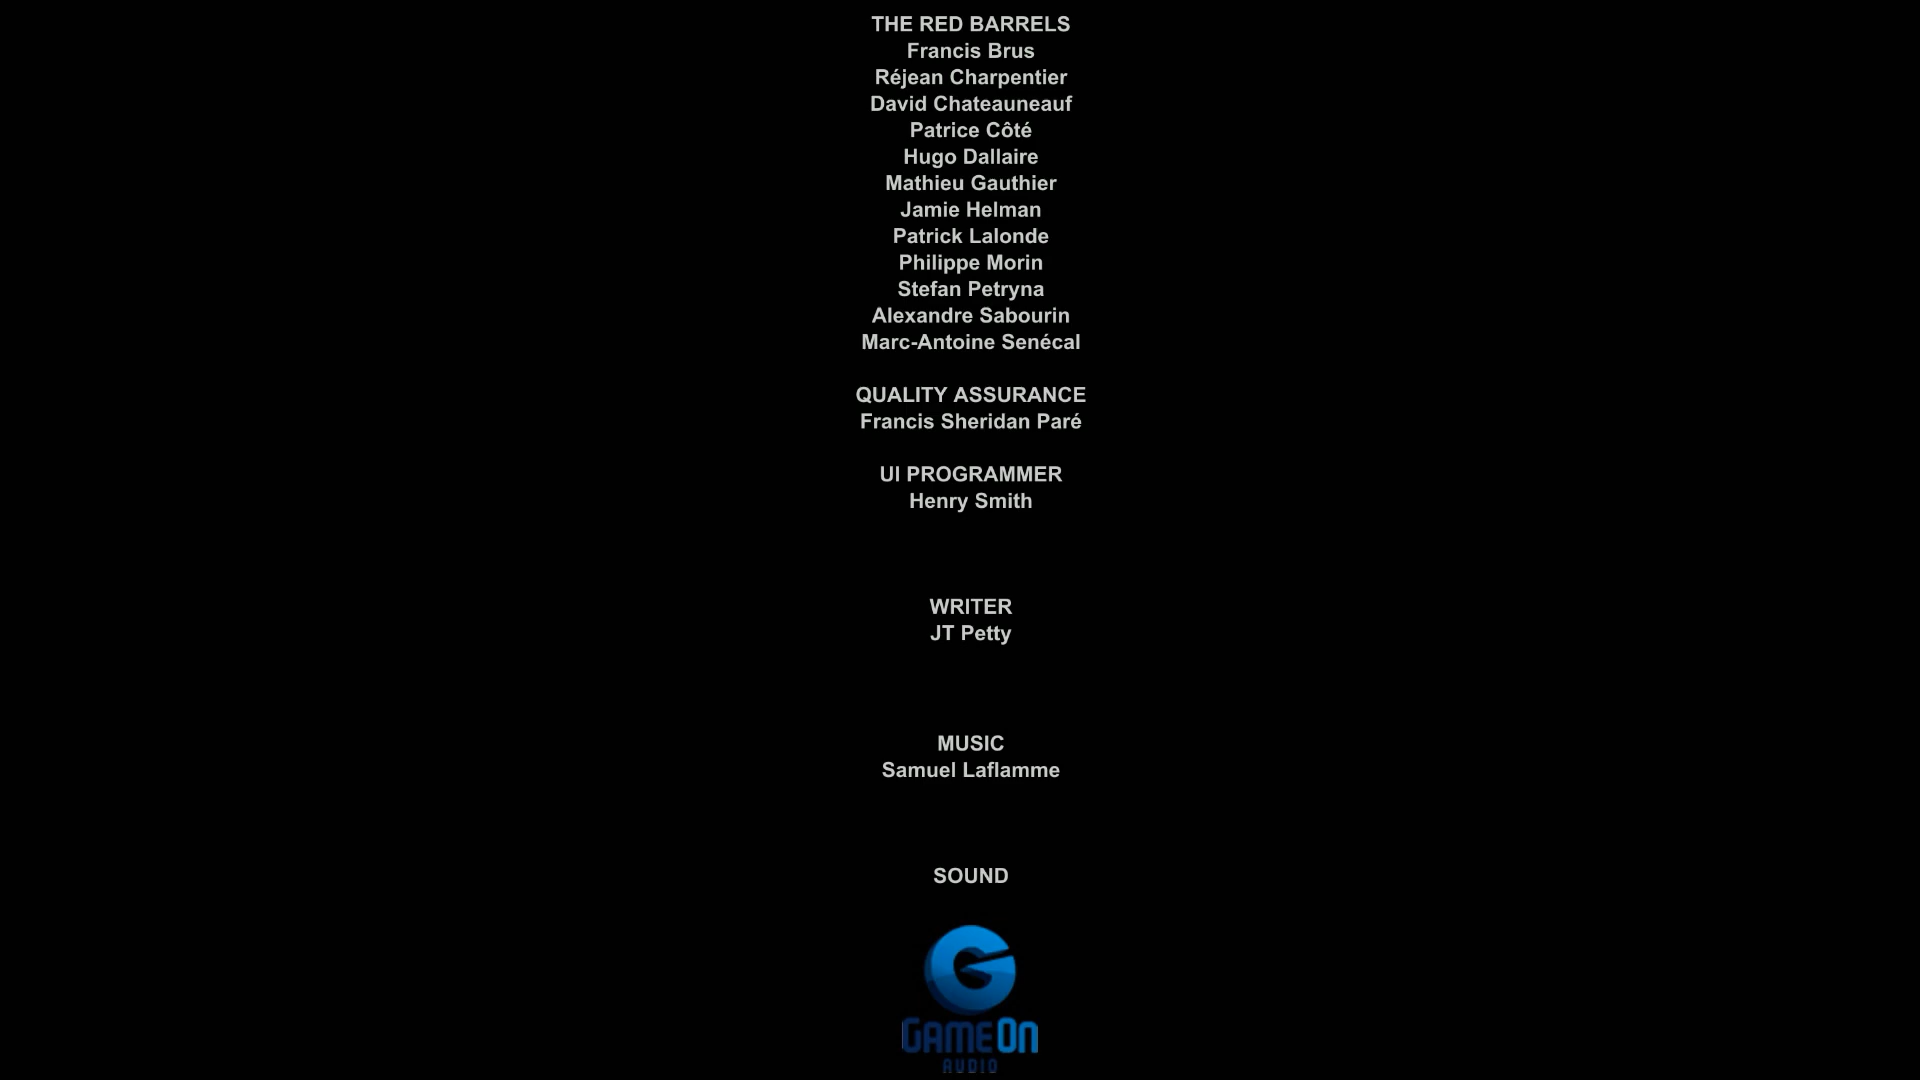 THE RED BARRELS
Francis Brus
Réjean Charpentier
David Chateauneuf
Patrice Côté
Hugo Dallaire
Mathieu Gauthier
Jamie Helman
Patrick Lalonde
Philippe Morin
Stefan Petryna
Alexandre Sabourin
Marc-Antoine Senécal
QUALITY ASSURANCE
Francis Sheridan Paré
UI PROGRAMMER
Henry Smith
WRITER
JT Petty
MUSIC
Samuel Laflamme
SOUND
GAMEON
AUDIO